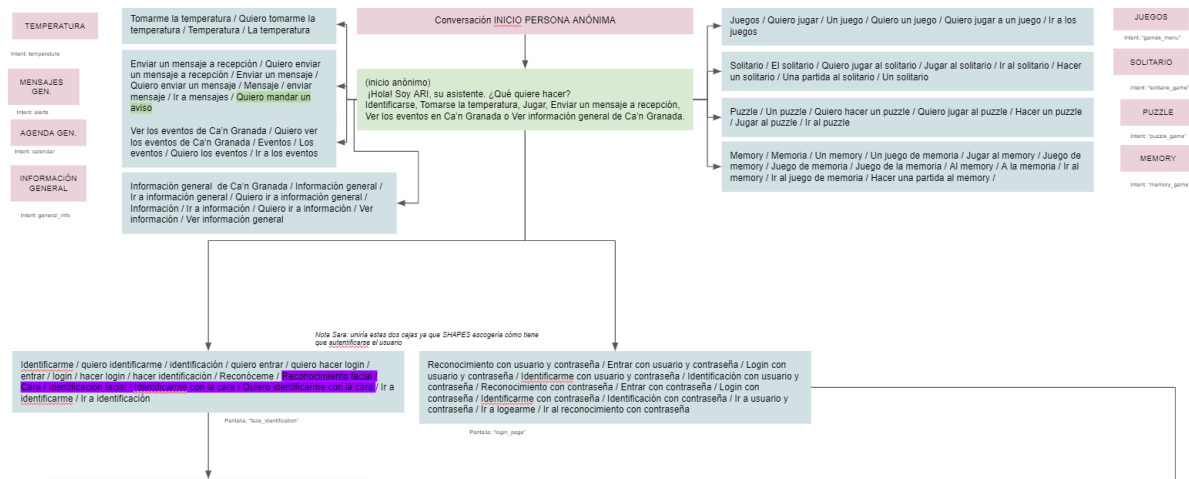 TEMPERATURA
Intent: temperature
MENSAJES
GEN.
Intent: alerts
AGENDA GEN.
Intent: calendar
INFORMACIÓN
GENERAL
Intent: general_info
Tomarme la temperatura / Quiero tomarme la
temperatura / Temperatura / La temperatura
Enviar un mensaje a recepción / Quiero enviar
un mensaje a recepción / Enviar un mensaje /
Quiero enviar un mensaje / Mensaje / enviar
mensaje / Ir a mensajes / Quiero mandar un
aviso
Ver los eventos de Ca'n Granada / Quiero ver
los eventos de Ca'n Granada / Eventos / Los
eventos / Quiero los eventos / Ir a los eventos
Información general de Ca'n Granada / Información general /
Ir a información general / Quiero ir a información general /
Información / Ir a información / Quiero ir a información / Ver
información / Ver información general
Conversación INICIO PERSONA ANÓNIMA
(inicio anónimo)
¡Hola! Soy ARI, su asistente. ¿Qué quiere hacer?
Identificarse, Tomarse la temperatura, Jugar, Enviar un mensaje a recepción,
Ver los eventos en Ca'n Granada o Ver información general de Ca'n Granada.
Juegos / Quiero jugar / Un juego / Quiero un juego / Quiero jugar a un juego / Ir a los
juegos
Solitario / El solitario / Quiero jugar al solitario / Jugar al solitario / Ir al solitario / Hacer
un solitario / Una partida al solitario / Un solitario
Puzzle / Un puzzle / Quiero hacer un puzzle / Quiero jugar al puzzle / Hacer un puzzle
/ Jugar al puzzle / Ir al puzzle
Memory / Memoria / Un memory / Un juego de memoria / Jugar al memory / Juego de
memory / Juego de memoria / Juego de la memoria / Al memory / A la memoria / Ir al
memory / Ir al juego de memoria / Hacer una partida al memory /
JUEGOS
Intent: "games_menu"
SOLITARIO
Intent: "solitaire_game"
PUZZLE
Intent: "puzzle_game"
MEMORY
Intent: "memory_game
Nota Sara: uniría estas dos cajas ya que SHAPES escogería cómo tiene
que autentificarse el usuario
Identificarme / quiero identificarme / identificación / quiero entrar / quiero hacer login /
entrar / login / hacer login / hacer identificación / Reconóceme / Reconocimiento facial /
Cara / identificación facial / identificarme con la cara / Quiero identificarme con la cara / Ir a
identificarme / Ir a identificación
Pantalla: "face_identification"
Reconocimiento con usuario y contraseña / Entrar con usuario y contraseña / Login con
usuario y contraseña / Identificarme con usuario y contraseña / Identificación con usuario y
contraseña / Reconocimiento con contraseña / Entrar con contraseña / Login con
contraseña / Identificarme con contraseña / Identificación con contraseña / Ir a usuario y
contraseña / Ir a logearme / Ir al reconocimiento con contraseña
Pantalla: "login_page"